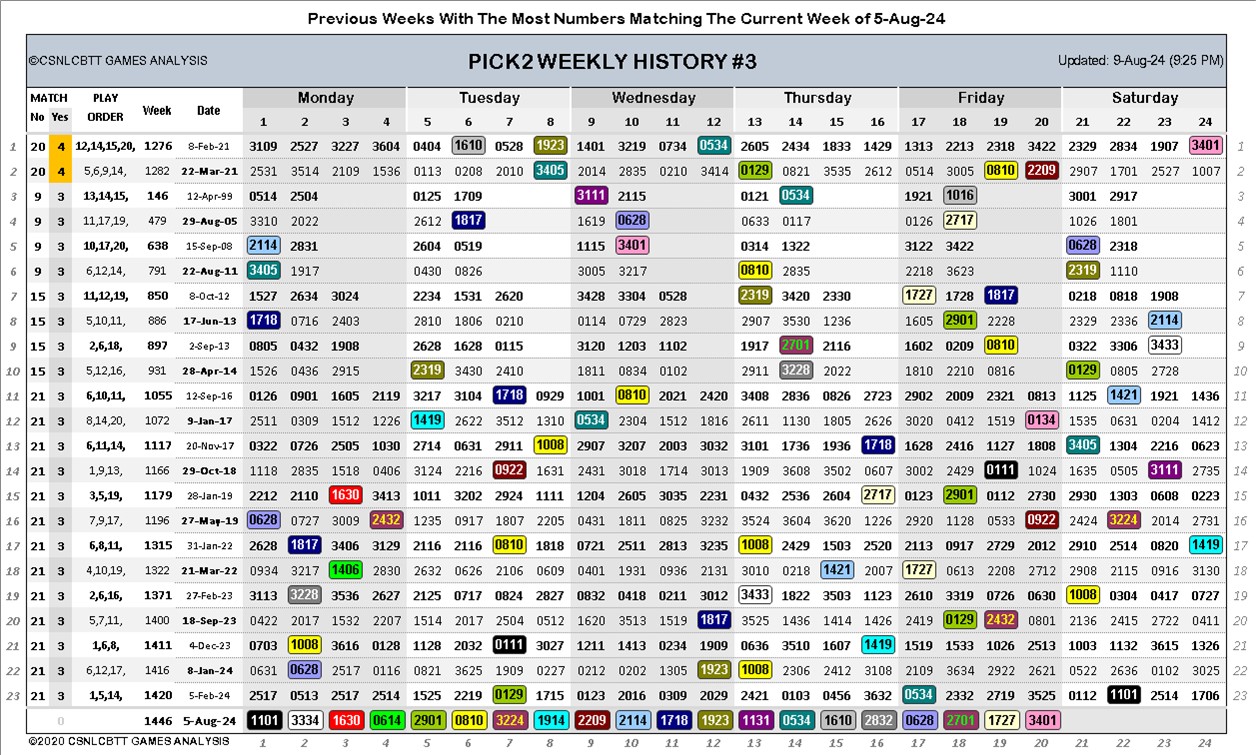 Previous Weeks With The Most Numbers Matching The Current Week of 5-Aug-24
©CSNLCBTT GAMES ANALYSIS PICK2 WEEKLY HISTORY #3 Updated: 9-Aug-24 (9:25 PM)
MATCH PLAY Week Date Monday Tuesday Wednesday Thursday Friday Saturday
No Yes ORDER 1 2 3 4 5 6 7 8 9 10 11 12 13 14 15 16 17 18 19 20 21 22 23 24
1 20 4 12,14,15,20, 1276 8-Feb-21 3109 2527 3227 3604 0404 1610 0528 1923 1401 3219 0734 0534 2605 2434 1833 1429 1313 2213 2318 3422 2329 2834 1907 3401 1
2 20 4 5,6,9,14, 1282 22-Mar-21 2531 3514 2109 1536 0113 0208 2010 3405 2014 2835 0210 3414 0129 0821 3535 2612 0514 3005 0810 2209 2907 1701 2527 1007 2
3 9 3 13,14,15, 146 12-Apr-99 0514 2504 0125 1709 3111 2115 0121 0534 1921 1016 3001 2917 3
4 9 3 11,17,19, 479 29-Aug-05 3310 2022 2612 1817 1619 0628 0633 0117 0126 2717 1026 1801 4
5 9 3 10,17,20, 638 15-Sep-08 2114 2831 2604 0519 1115 3401 0314 1322 3122 3422 0628 2318 5
6 9 3 6,12,14, 791 22-Aug-11 3405 1917 0430 0826 3005 3217 0810 2835 2218 3623 2319 1110 6
7 15 3 11,12,19, 850 8-Oct-12 1527 2634 3024 2234 1531 2620 3428 3304 0528 2319 3420 2330 1727 1728 1817 0218 0818 1908 7
8 15 3 5,10,11, 886 17-Jun-13 1718 0716 2403 2810 1806 0210 0114 0729 2823 2907 3530 1236 1605 2901 2228 2329 2336 2114 8
9 15 3 2,6,18, 897 2-Sep-13 0805 0432 1908 2628 1628 0115 3120 1203 1102 1917 2701 2116 1602 0209 0810 0322 3306 3433 9
10 15 3 5,12,16, 931 28-Apr-14 1526 0436 2915 2319 3430 2410 1811 0834 0102 2911 3228 2022 1810 2210 0816 0129 0805 2728 10
11 21 3 6,10,11, 1055 12-Sep-16 0126 0901 1605 2119 3217 3104 1718 0929 1001 0810 2021 2420 3408 2836 0826 2723 2902 2009 2321 0813 1125 1421 1921 1436 11
12 21 3 8,14,20, 1072 9-Jan-17 2511 0309 1512 1226 1419 2622 3512 1310 0534 2304 1512 1816 2611 1130 1805 2626 0320 0412 1519 0134 1535 0631 0204 1412 12
13 21 3 6,11,14, 1117 20-Nov-17 0322 0726 2505 1030 2714 0631 2911 1008 2907 3207 2003 3032 3101 1736 1936 1718 1628 2416 1127 1808 3405 1304 2216 0623 13
14 21 3 1,9,13, 1166 29-Oct-18 1118 2835 1518 0406 3124 2216 0922 1631 2431 3018 1714 3013 1909 3608 3502 0607 3002 2429 0111 1024 1635 0505 3111 2735 14
15 21 3 3,5,19, 1179 28-Jan-19 2212 2110 1630 3413 1011 3202 2924 1111 1204 2605 3035 2231 0432 2536 2604 2717 0123 2901 0112 2730 2930 1303 0608 0223 15
16 21 3 7,9,17, 1196 27-May-19 0628 0727 3009 2432 1235 0917 1807 2205 0431 1811 0825 3232 3524 3604 3620 1226 2920 1128 0533 0922 2424 3224 2014 2731 16
17 21 3 6,8,11, 1315 31-Jan-22 2628 1817 3406 3129 2116 2116 0810 1818 0721 2511 2813 3235 1008 2429 1503 2520 2113 0917 2729 2012 2910 2514 0820 1419 17
18 21 3 4,10,19, 1322 21-Mar-22 0934 3217 1406 2830 2632 0626 2106 0609 0401 1931 0936 2131 3010 0218 1421 2007 1727 0613 2208 2712 2908 2115 0916 3130 18
19 21 3 2,6,16, 1371 27-Feb-23 3113 3228 3536 2627 2125 0717 0824 2827 0832 0418 0211 3012 3433 1822 3503 1123 2610 3319 0726 0630 1008 0304 0417 0727 19
20 21 3 5,7,11, 1400 18-Sep-23 0422 2017 1532 2207 1514 2017 2504 0512 1620 3513 1519 1817 3525 1436 1414 1426 2419 0129 2432 0801 2136 2415 2722 0411 20
21 21 3 1,6,8, 1411 4-Dec-23 0703 1008 3616 0128 1128 2032 0111 3027 1211 1413 0234 1909 0636 3510 1607 1419 1519 1533 1026 2513 1003 1132 3615 1326 21
22 21 3 6,12,17, 1416 8-Jan-24 0631 0628 2517 0116 0821 3625 1909 0227 0212 0202 1305 1923 1008 2306 2412 3108 2109 3634 2922 2621 0522 2636 0102 3025 22
23 21 3 1,5,14, 1420 5-Feb-24 2517 0513 2517 2514 1525 2219 0129 1715 0123 2016 0309 2029 2421 0103 0456 3632 0534 2332 2719 3525 0112 1101 2514 1706 23
0 1446 5-Aug-24 1101 3334 1630 0614 2901 0810 3224 1914 2209 2114 1718 1923 1131 0534 1610 2832 0628 2701 1727 3401
©2020 CSNLCBTT GAMES ANALYSIS 1 2 3 4 5 6 7 8 9 10 11 12 13 14 15 16 17 18 19 20 21 22 23 24